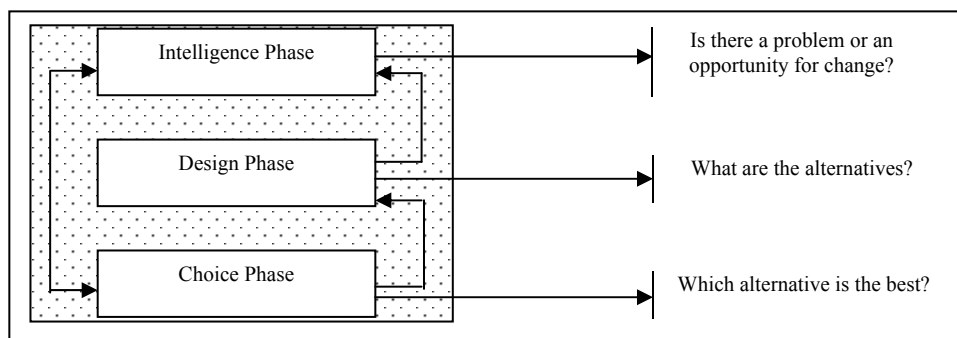 Intelligence Phase
Is there a problem or an
opportunity for change?
Design Phase
What are the alternatives?
Choice Phase
Which alternative is the best?